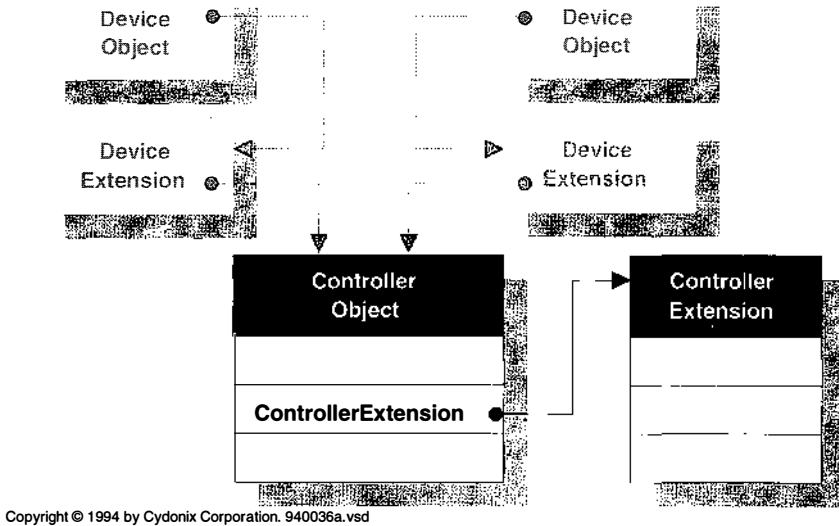 Device
Object
Device
Object
Device
Extension
Device
Extension
Controller
Object
Controller
Extension
ControllerExtension
Copyright © 1994 by Cydonix Corporation. 940036a.vsd